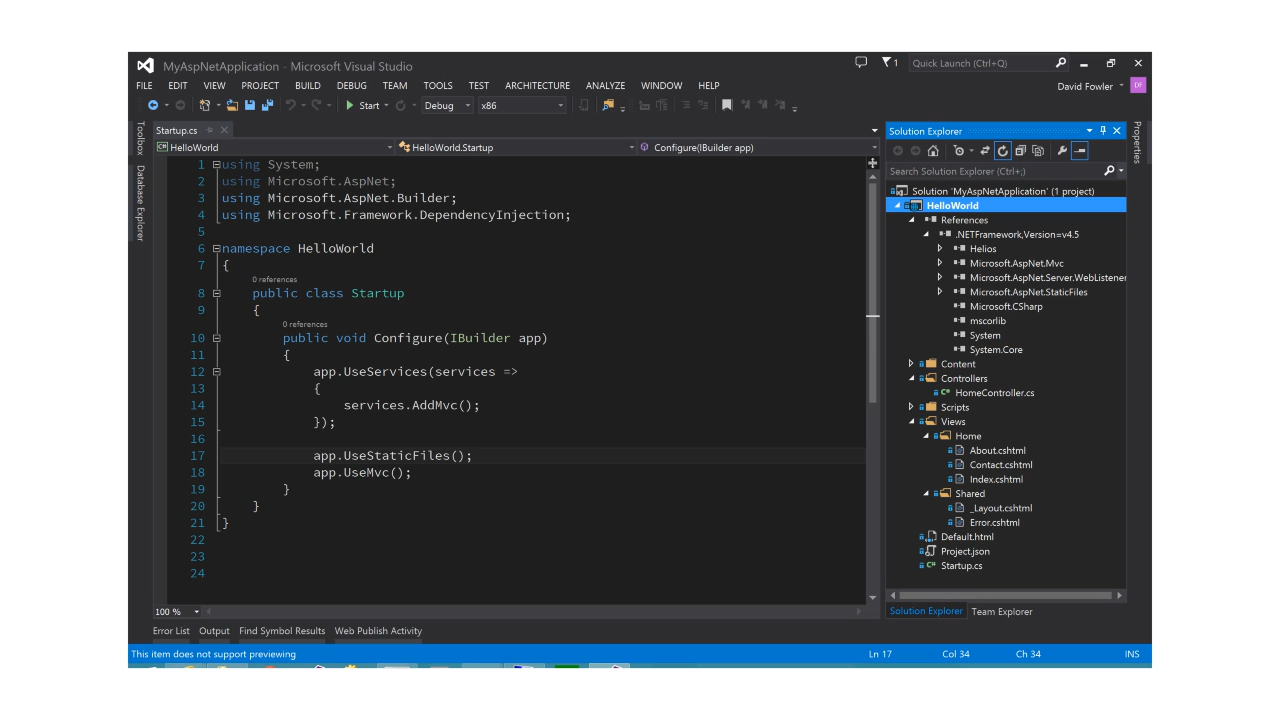 MyAspNetApplication - Microsoft Visual Studio
1
Quick Launch (Ctrl+Q)
FILE EDIT VIEW PROJECT BUILD DEBUG TEAM TOOLS TEST ARCHITECTURE ANALYZE WINDOW HELP
David Fowler DF
Start Debug x86
Toolbox
Database Explorer
Startup.cs
HelloWorld HelloWorld.Startup Configure(IBuilder app)
1 using System;
2 using Microsoft.AspNet;
3 using Microsoft.AspNet.Builder;
4 using Microsoft.Framework.DependencyInjection;
5
6 namespace HelloWorld
7 {
0 references
8 public class Startup
9 {
0 references
10 public void Configure(IBuilder app)
11 {
12 app.UseServices(services =>
13 {
14 services.AddMvc();
15 });
16
17 app.UseStaticFiles();
18 app.UseMvc();
19 }
20 }
21 }
22
23
24
100 %
Solution Explorer
Search Solution Explorer (Ctrl+;)
Solution 'MyAspNetApplication' (1 project)
HelloWorld
References
.NETFramework,Version=v4.5
Helios
Microsoft.AspNet.Mvc
Microsoft.AspNet.Server.WebListener
Microsoft.AspNet.StaticFiles
Microsoft.CSharp
mscorlib
System
System.Core
Content
Controllers
C# HomeController.cs
Scripts
Views
Home
About.cshtml
Contact.cshtml
Index.cshtml
Shared
_Layout.cshtml
Error.cshtml
Default.html
Project.json
C# Startup.cs
Solution Explorer Team Explorer
Properties
Error List Output Find Symbol Results Web Publish Activity
This item does not support previewing
Ln 17 Col 34 Ch 34 INS